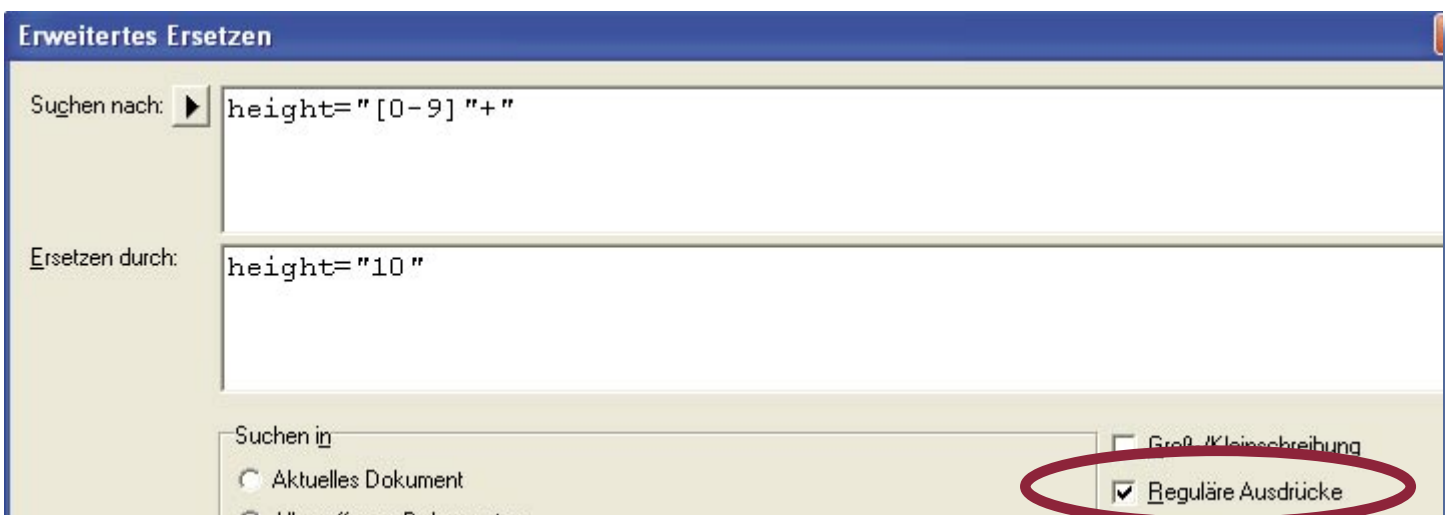 Erweitertes Ersetzen
Suchen nach:
height="[0-9]"+"
Ersetzen durch:
height="10"
Suchen in
Groß-/Kleinschreibung
Aktuelles Dokument
Reguläre Ausdrücke